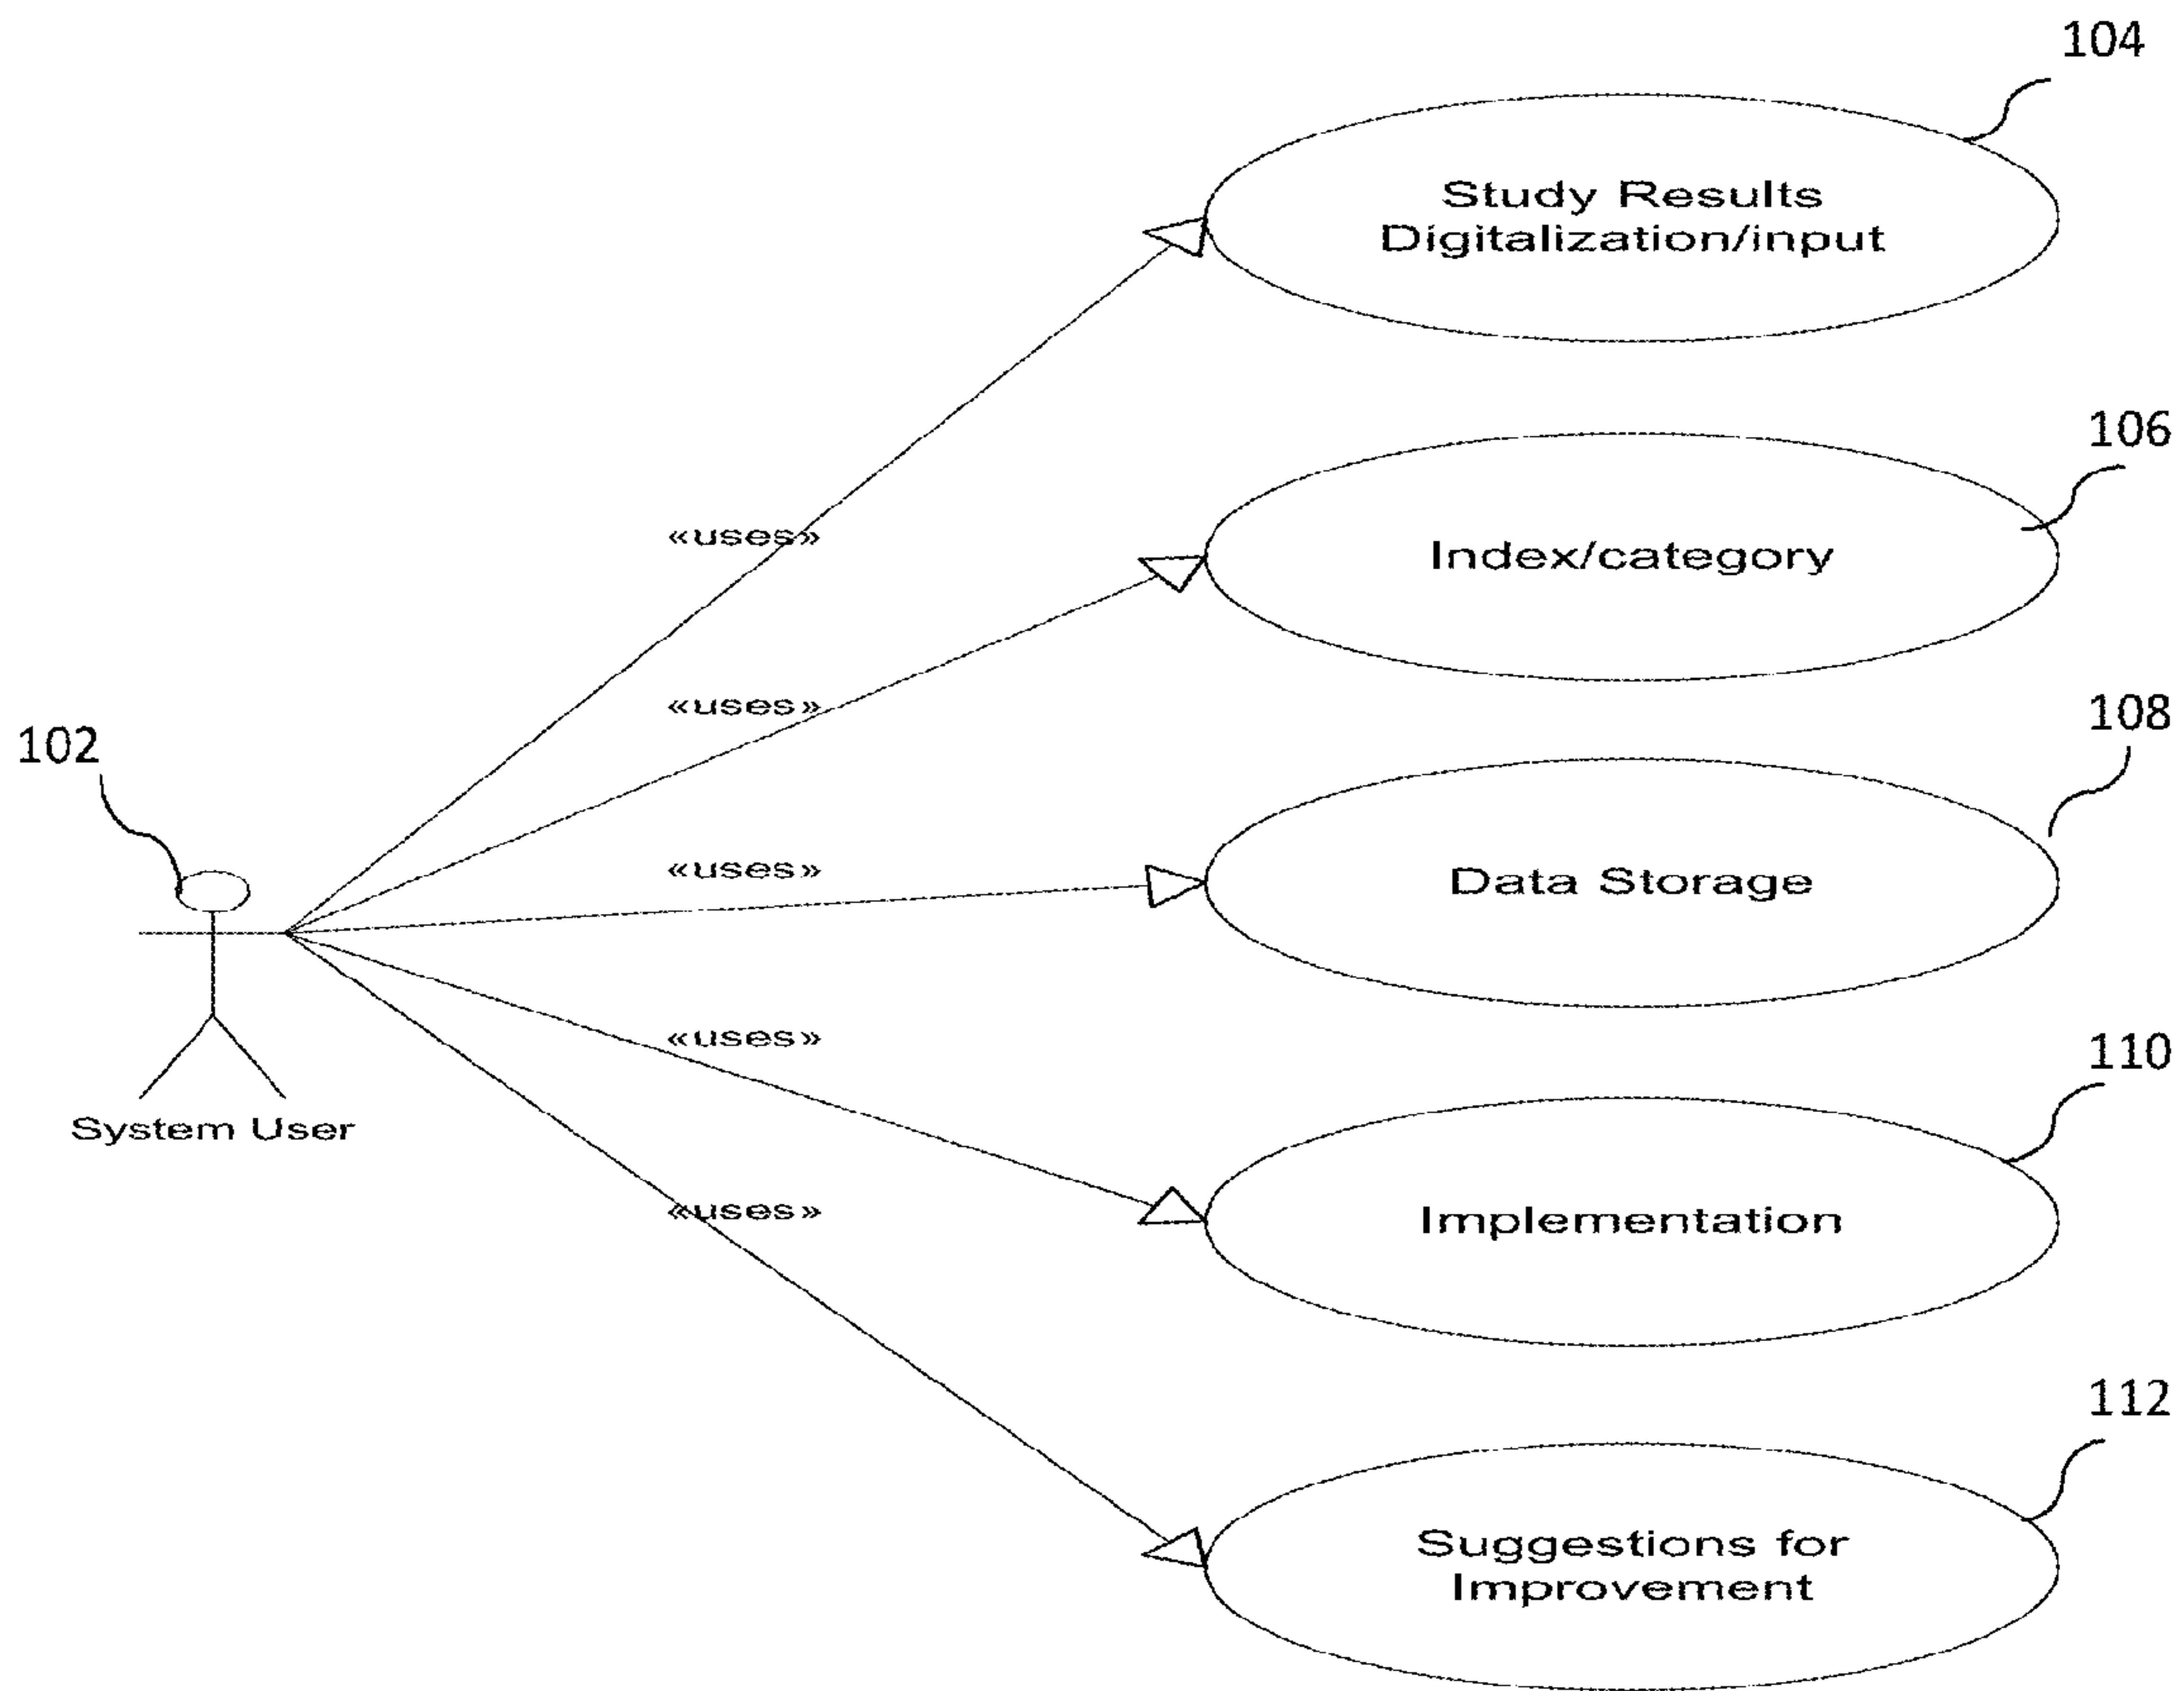 104
Study Results
Digitalization/input
106
«uses»
Index/category
«uses»
108
102
«uses»
Data Storage
«uses»
110
System User
«uses»
Implementation
112
Suggestions for
Improvement